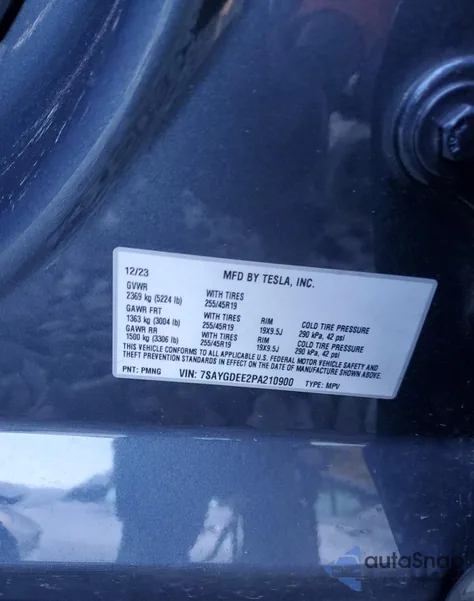 12/23 MFD BY TESLA, INC.
GVWR WITH TIRES
2369 kg (5224 lb) 255/45R19
GAWR FRT WITH TIRES RIM COLD TIRE PRESSURE
1363 kg (3004 lb) 255/45R19 19X9.5J 290 kPa, 42 psi
GAWR RR WITH TIRES RIM COLD TIRE PRESSURE
1500 kg (3306 lb) 255/45R19 19X9.5J 290 kPa, 42 psi
THIS VEHICLE CONFORMS TO ALL APPLICABLE U.S. FEDERAL MOTOR VEHICLE SAFETY AND
THEFT PREVENTION STANDARDS IN EFFECT ON THE DATE OF MANUFACTURE SHOWN ABOVE.
PNT: PMNG VIN: 7SAYGDEE2PA210900 TYPE: MPV
autoSnap